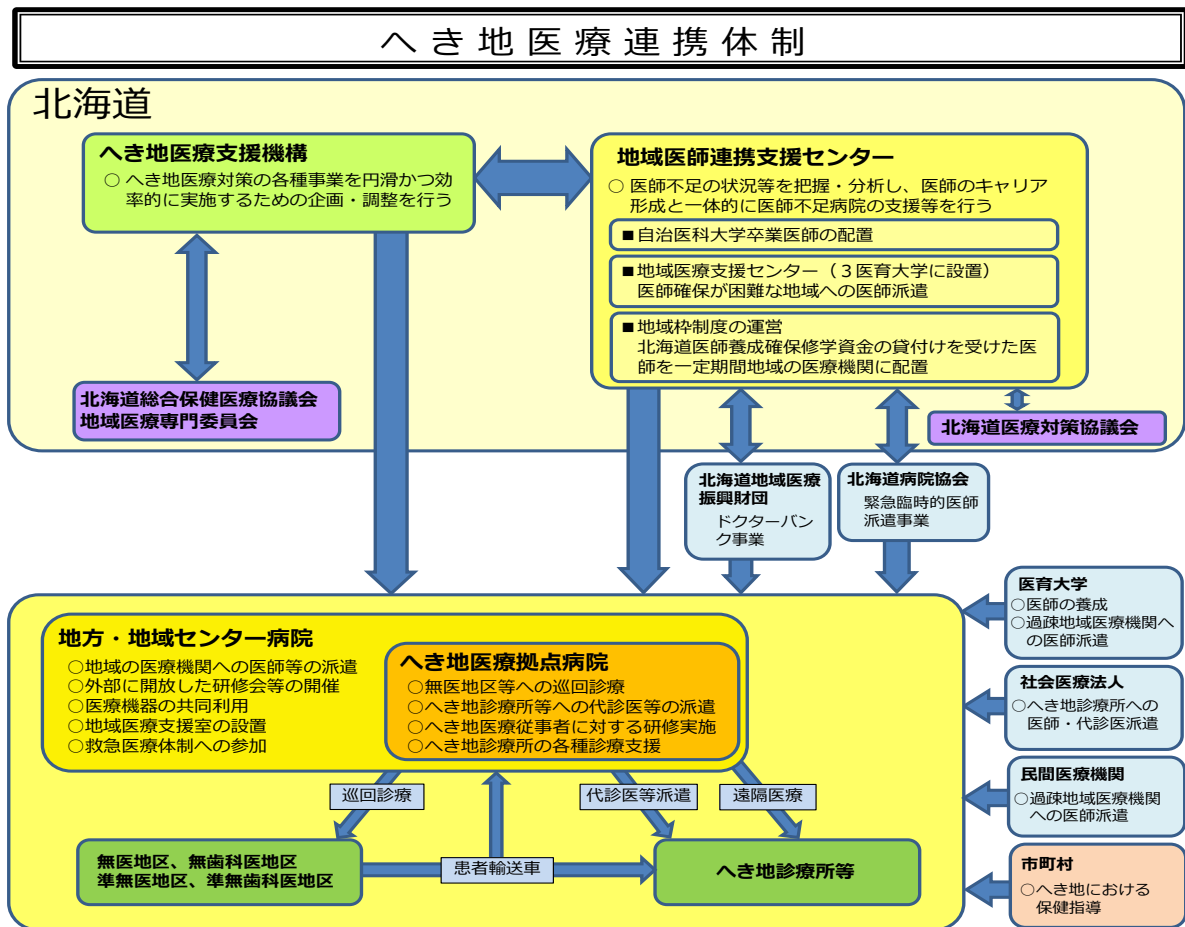 へき地医療連携体制
北海道
へき地医療支援機構
○ へき地医療対策の各種事業を円滑かつ効
率的に実施するための企画・調整を行う
地域医師連携支援センター
○ 医師不足の状況等を把握・分析し、医師のキャリア
形成と一体的に医師不足病院の支援等を行う
■自治医科大学卒業医師の配置
■地域医療支援センター（３医育大学に設置）
医師確保が困難な地域への医師派遣
■地域枠制度の運営
北海道医師養成確保修学資金の貸付けを受けた医
師を一定期間地域の医療機関に配置
北海道総合保健医療協議会
地域医療専門委員会
北海道医療対策協議会
北海道地域医療
振興財団
ドクターバン
ク事業
北海道病院協会
緊急臨時的医師
派遣事業
地方・地域センター病院
○地域の医療機関への医師等の派遣
○外部に開放した研修会等の開催
○医療機器の共同利用
○地域医療支援室の設置
○救急医療体制への参加
へき地医療拠点病院
○無医地区等への巡回診療
○へき地診療所等への代診医等の派遣
○へき地医療従事者に対する研修実施
○へき地診療所の各種診療支援
巡回診療
代診医等派遣
遠隔医療
無医地区、無歯科医地区
準無医地区、準無歯科医地区
患者輸送車
へき地診療所等
医育大学
○医師の養成
○過疎地域医療機関へ
の医師派遣
社会医療法人
○へき地診療所への
医師・代診医派遣
民間医療機関
○過疎地域医療機関
への医師派遣
市町村
○へき地における
保健指導